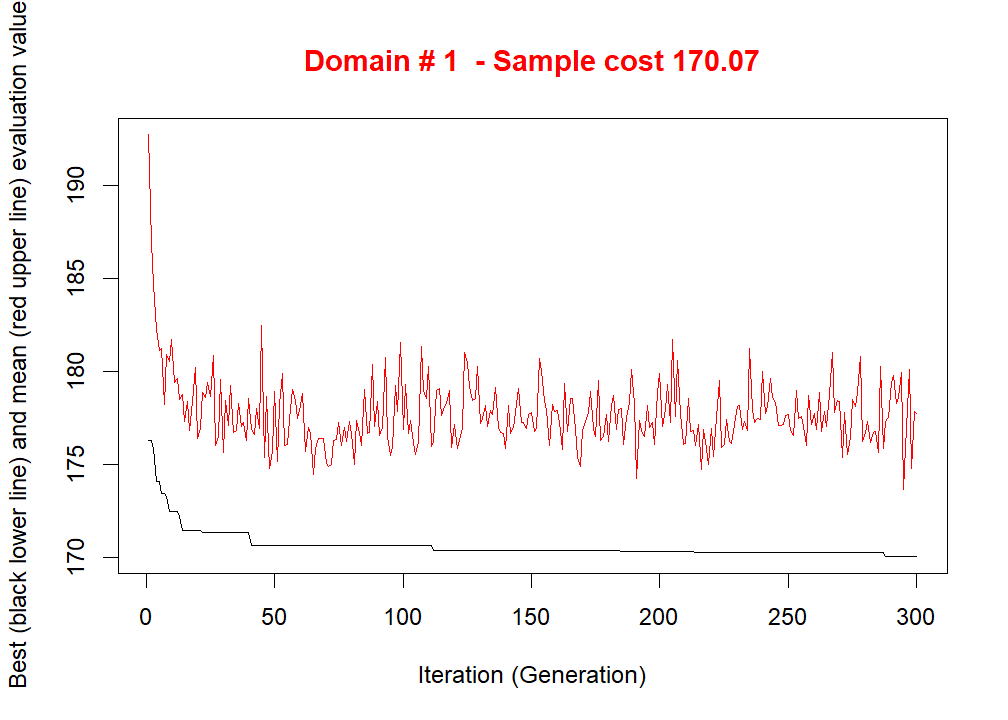 Domain # 1  - Sample cost 170.07
Best (black lower line) and mean (red upper line) evaluation value
190
185
180
175
170
0 50 100 150 200 250 300
Iteration (Generation)